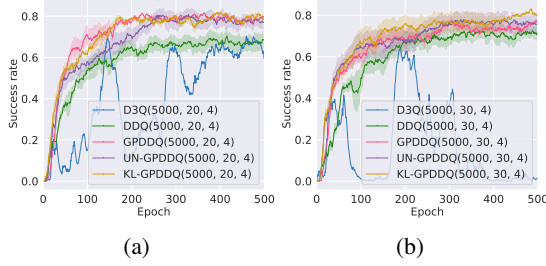 0.8
0.6
0.4
0.2
0.0
Success rate
D3Q(5000, 20, 4)
DDQ(5000, 20, 4)
GPDDQ(5000, 20, 4)
UN-GPDDQ(5000, 20, 4)
KL-GPDDQ(5000, 20, 4)
0 100 200 300 400 500
Epoch
(a)
0.8
0.6
0.4
0.2
0.0
Success rate
D3Q(5000, 30, 4)
DDQ(5000, 30, 4)
GPDDQ(5000, 30, 4)
UN-GPDDQ(5000, 30, 4)
KL-GPDDQ(5000, 30, 4)
0 100 200 300 400 500
Epoch
(b)